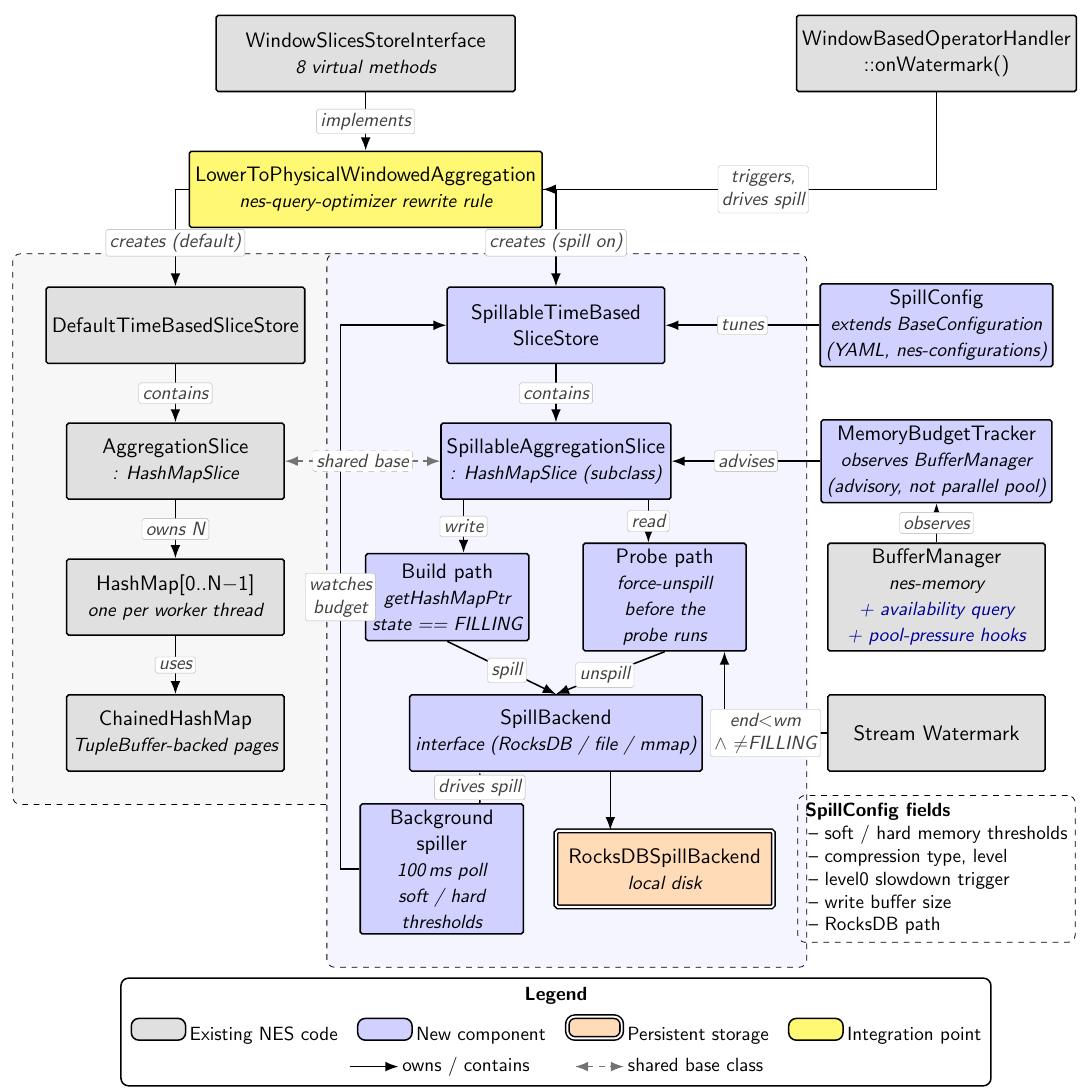 WindowSlicesStoreInterface
8 virtual methods
WindowBasedOperatorHandler
::onWatermark()
implements
LowerToPhysicalWindowedAggregation
nes-query-optimizer rewrite rule
triggers,
drives spill
creates (default)
creates (spill on)
DefaultTimeBasedSliceStore
SpillableTimeBased
SliceStore
tunes
SpillConfig
extends BaseConfiguration
(YAML, nes-configurations)
contains
contains
AggregationSlice
: HashMapSlice
shared base
SpillableAggregationSlice
: HashMapSlice (subclass)
advises
MemoryBudgetTracker
observes BufferManager
(advisory, not parallel pool)
owns N
write
read
observes
HashMap[0..N−1]
one per worker thread
watches
budget
Build path
getHashMapPtr
state == FILLING
Probe path
force-unspill
before the
probe runs
BufferManager
nes-memory
+ availability query
+ pool-pressure hooks
uses
spill
unspill
ChainedHashMap
TupleBuffer-backed pages
SpillBackend
interface (RocksDB / file / mmap)
end<wm
∧ ≠FILLING
Stream Watermark
drives spill
Background
spiller
100 ms poll
soft / hard
thresholds
RocksDBSpillBackend
local disk
SpillConfig fields
– soft / hard memory thresholds
– compression type, level
– level0 slowdown trigger
– write buffer size
– RocksDB path
Legend
Existing NES code
New component
Persistent storage
Integration point
owns / contains
shared base class